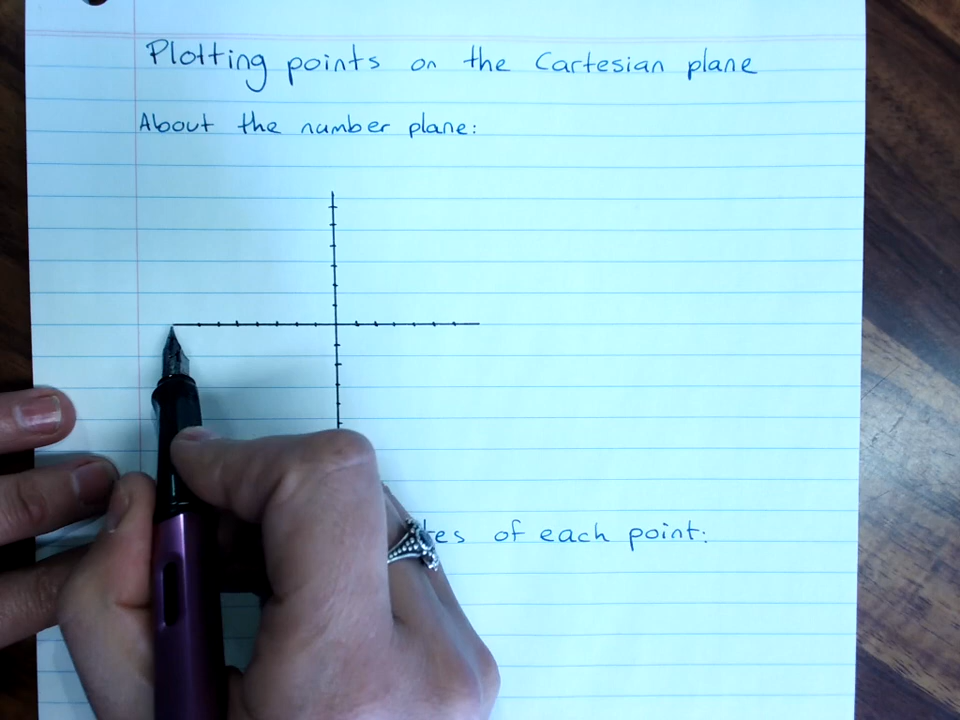 Plotting points on the Cartesian plane
About the number plane:
of each point: